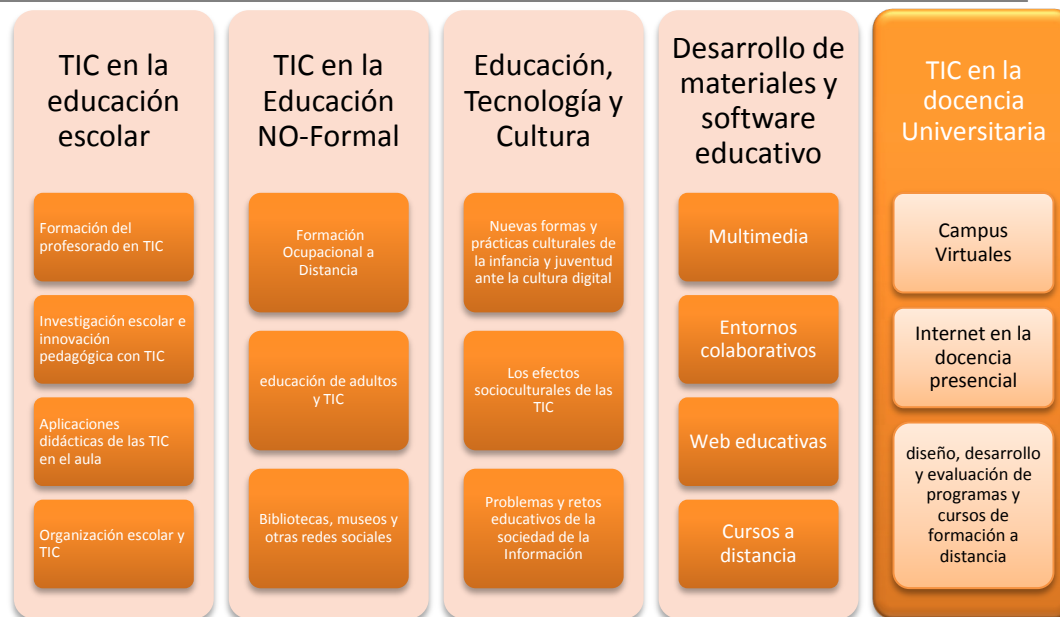 TIC en la
educación
escolar
Formación del
profesorado en TIC
Investigación escolar e
innovación
pedagógica con TIC
Aplicaciones
didácticas de las TIC
en el aula
Organización escolar y
TIC
TIC en la
Educación
NO-Formal
Formación
Ocupacional a
Distancia
educación de adultos
y TIC
Bibliotecas, museos y
otras redes sociales
Educación,
Tecnología y
Cultura
Nuevas formas y
prácticas culturales de
la infancia y juventud
ante la cultura digital
Los efectos
socioculturales de las
TIC
Problemas y retos
educativos de la
sociedad de la
Información
Desarrollo de
materiales y
software
educativo
Multimedia
Entornos
colaborativos
Web educativas
Cursos a
distancia
TIC en la
docencia
Universitaria
Campus
Virtuales
Internet en la
docencia
presencial
diseño, desarrollo
y evaluación de
programas y
cursos de
formación a
distancia